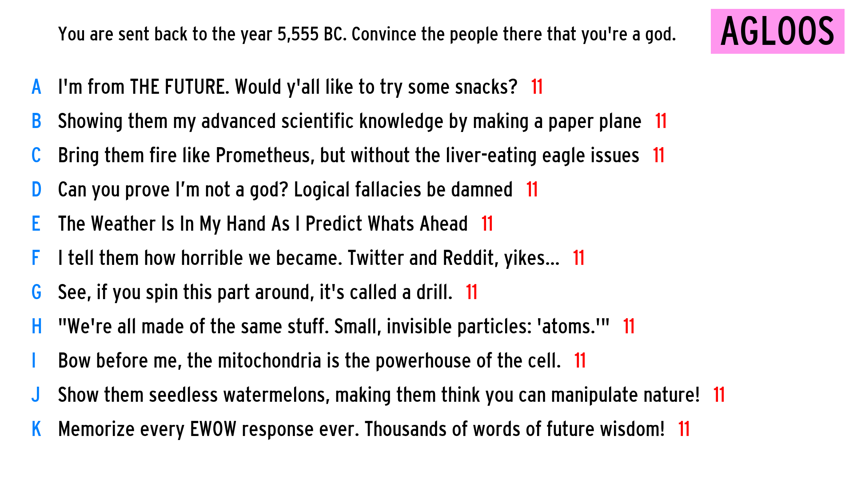 You are sent back to the year 5,555 BC. Convince the people there that you're a god.
AGLOOS
A I'm from THE FUTURE. Would y'all like to try some snacks? 11
B Showing them my advanced scientific knowledge by making a paper plane 11
C Bring them fire like Prometheus, but without the liver-eating eagle issues 11
D Can you prove I’m not a god? Logical fallacies be damned 11
E The Weather Is In My Hand As I Predict Whats Ahead 11
F I tell them how horrible we became. Twitter and Reddit, yikes... 11
G See, if you spin this part around, it's called a drill. 11
H "We're all made of the same stuff. Small, invisible particles: 'atoms.'" 11
I Bow before me, the mitochondria is the powerhouse of the cell. 11
J Show them seedless watermelons, making them think you can manipulate nature! 11
K Memorize every EWOW response ever. Thousands of words of future wisdom! 11